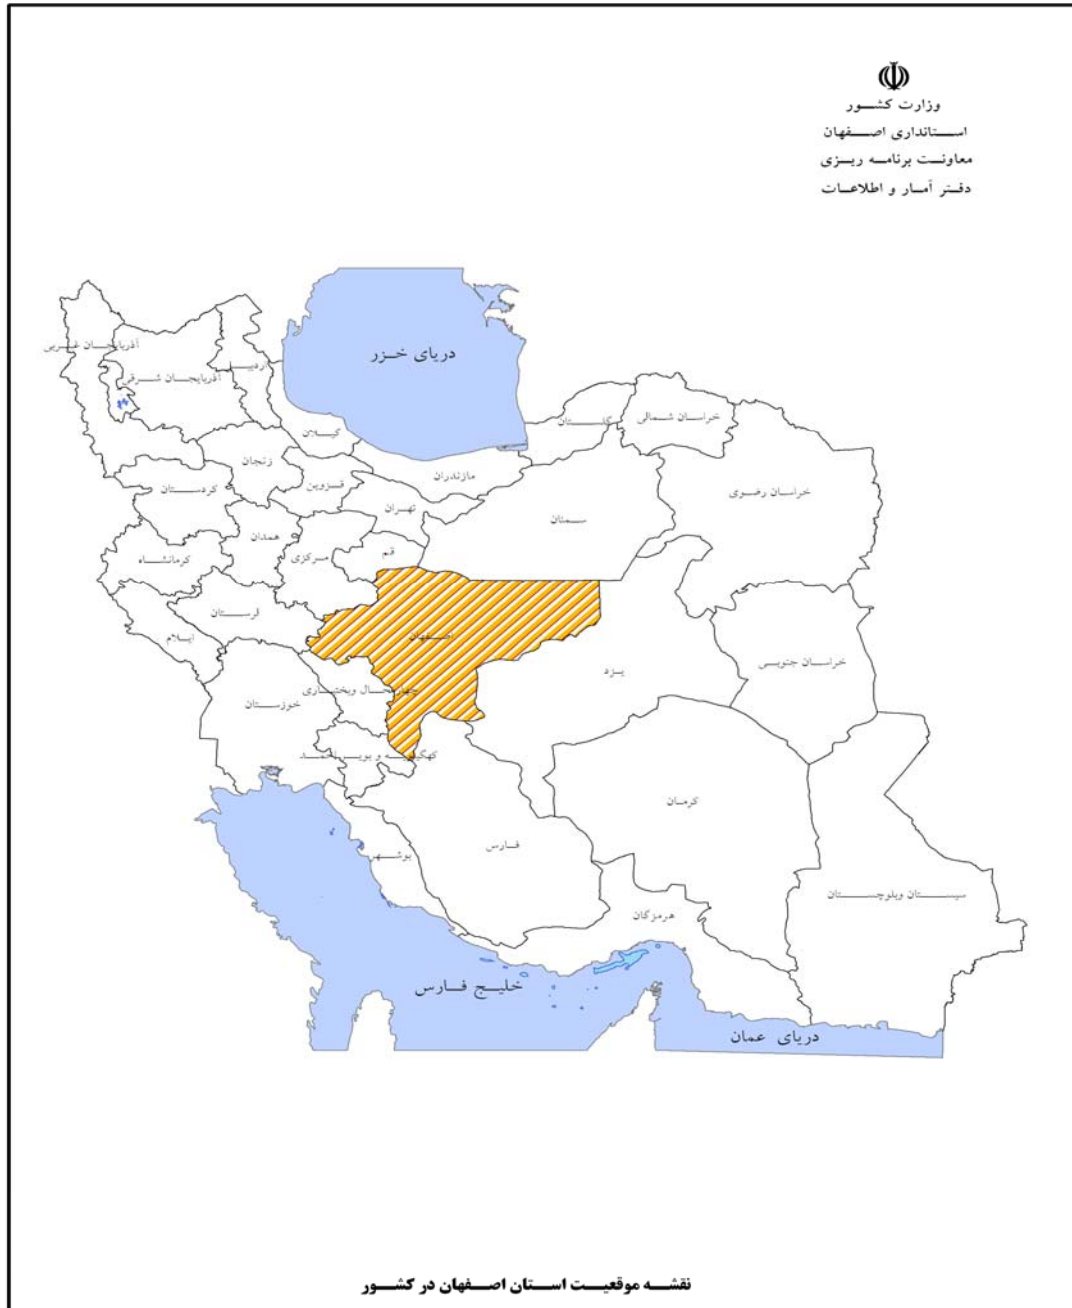 وزارت کشور
استانداری اصفهان
معاونت برنامه ریزی
دفتر آمار و اطلاعات
آذربایجان غربی
دریای خزر
اردبیل
آذربایجان شرقی
گلستان
خراسان شمالی
گیلان
زنجان
مازندران
کردستان
قزوین
خراسان رضوی
تهران
سمنان
همدان
قم
مرکزی
کرمانشاه
لرستان
اصفهان
ایلام
خراسان جنوبی
یزد
چهارمحال وبختیاری
خوزستان
کهگیلویه و بویراحمد
کرمان
فارس
بوشهر
سیستان وبلوچستان
هرمزگان
خلیج فارس
دریای عمان
نقشه موقعیت استان اصفهان در کشور